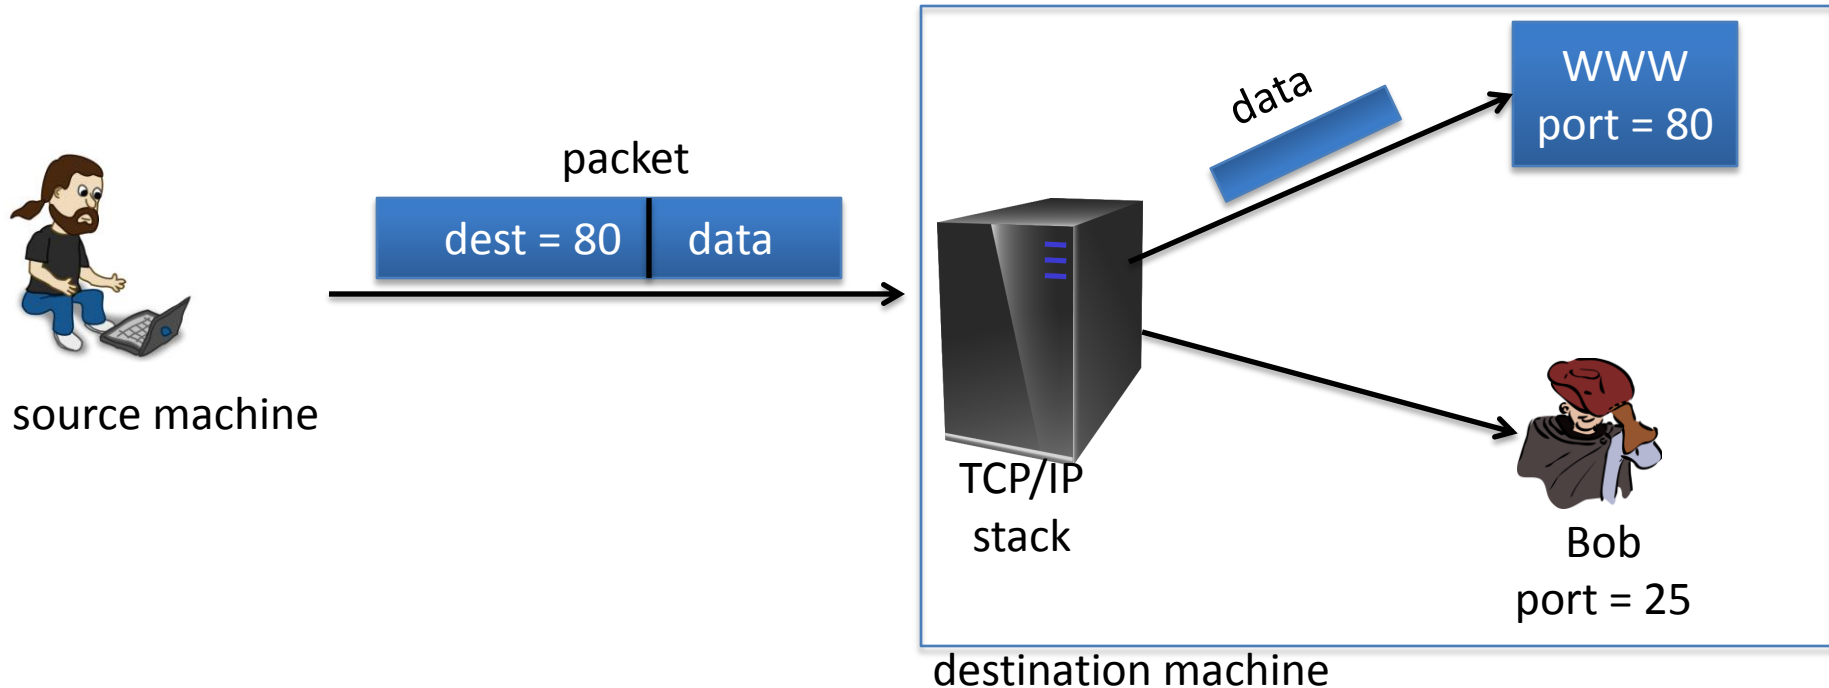 packet
dest = 80
data
source machine
data
WWW
port = 80
TCP/IP
stack
Bob
port = 25
destination machine